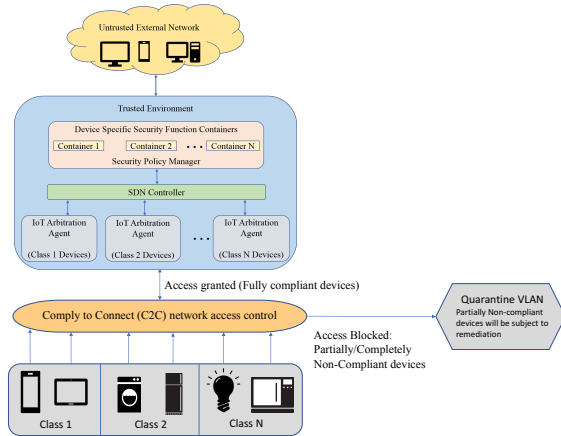 Untrusted External Network
Trusted Environment
Device Specific Security Function Containers
Container 1
Container 2
• • •
Container N
Security Policy Manager
SDN Controller
IoT Arbitration
Agent
(Class 1 Devices)
IoT Arbitration
Agent
(Class 2 Devices)
• • •
IoT Arbitration
Agent
(Class N Devices)
Access granted (Fully compliant devices)
Comply to Connect (C2C) network access control
Quarantine VLAN
Partially Non-compliant
devices will be subject to
remediation
Access Blocked:
Partially/Completely
Non-Compliant devices
Class 1
Class 2
Class N